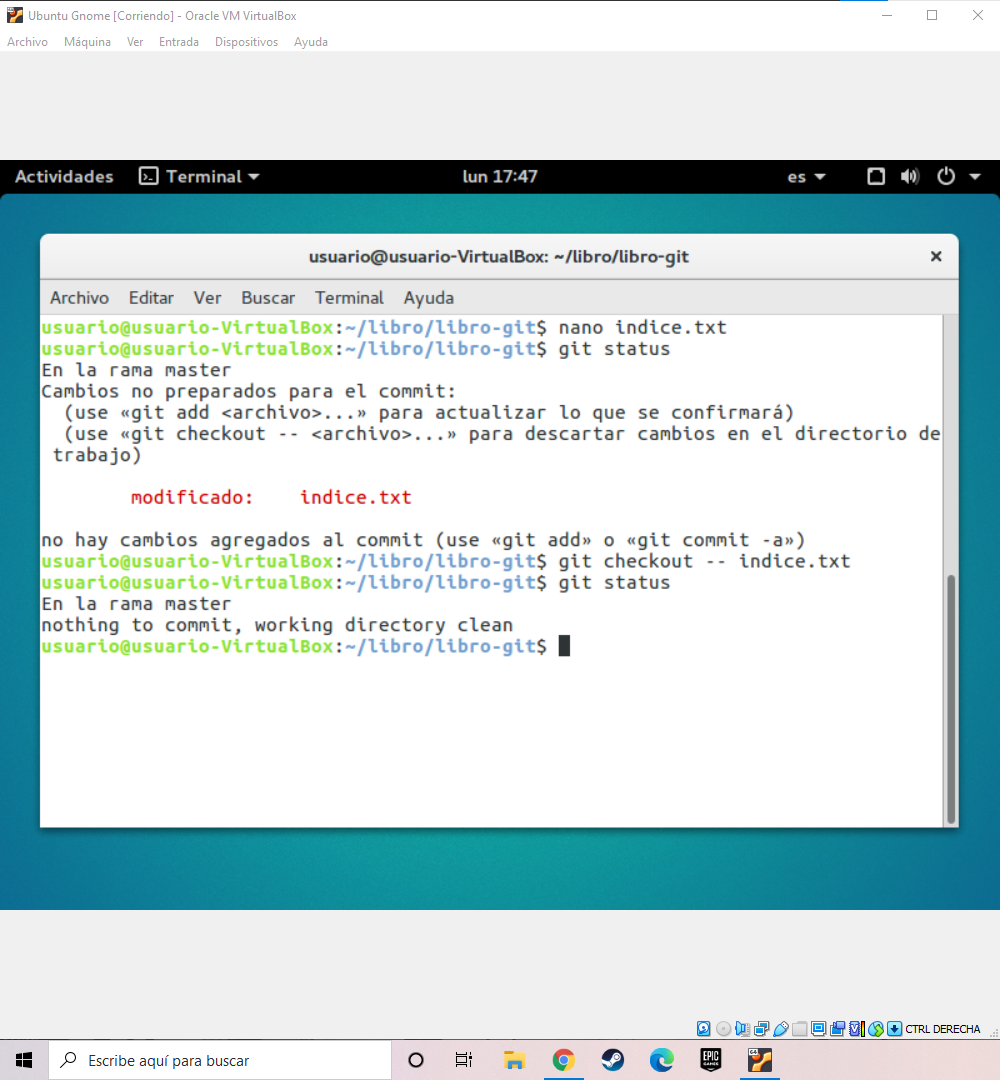 Ubuntu Gnome [Corriendo] - Oracle VM VirtualBox
Archivo Máquina Ver Entrada Dispositivos Ayuda
Actividades Terminal lun 17:47 es
usuario@usuario-VirtualBox: ~/libro/libro-git
Archivo Editar Ver Buscar Terminal Ayuda
usuario@usuario-VirtualBox:~/libro/libro-git$ nano indice.txt
usuario@usuario-VirtualBox:~/libro/libro-git$ git status
En la rama master
Cambios no preparados para el commit:
  (use «git add <archivo>...» para actualizar lo que se confirmará)
  (use «git checkout -- <archivo>...» para descartar cambios en el directorio de
 trabajo)
        modificado:    indice.txt
no hay cambios agregados al commit (use «git add» o «git commit -a»)
usuario@usuario-VirtualBox:~/libro/libro-git$ git checkout -- indice.txt
usuario@usuario-VirtualBox:~/libro/libro-git$ git status
En la rama master
nothing to commit, working directory clean
usuario@usuario-VirtualBox:~/libro/libro-git$
CTRL DERECHA
Escribe aquí para buscar
EPIC
GAMES